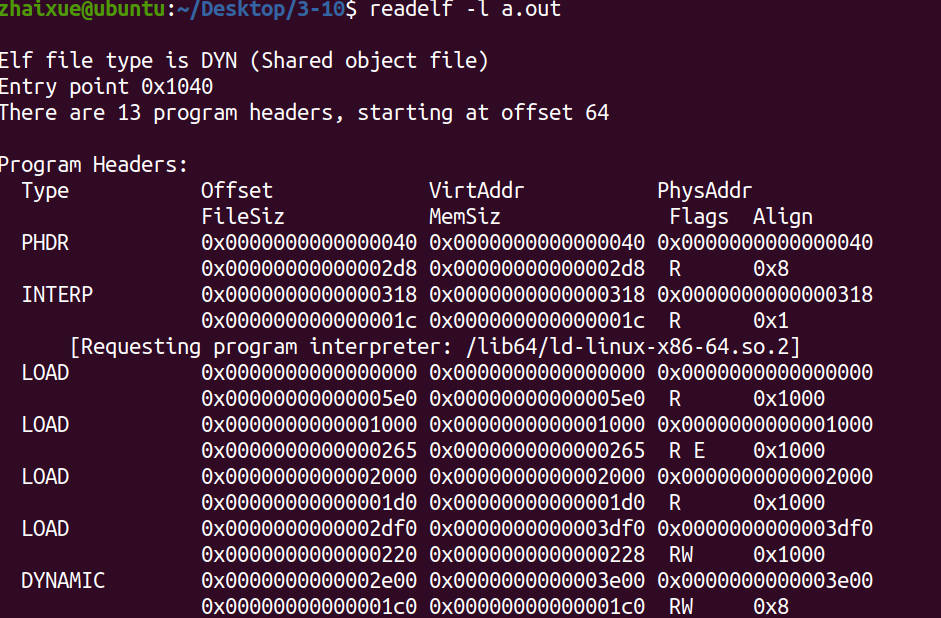 zhaixue@ubuntu:~/Desktop/3-10$ readelf -l a.out
Elf file type is DYN (Shared object file)
Entry point 0x1040
There are 13 program headers, starting at offset 64
Program Headers:
  Type           Offset             VirtAddr           PhysAddr
                 FileSiz            MemSiz              Flags  Align
  PHDR           0x0000000000000040 0x0000000000000040 0x0000000000000040
                 0x00000000000002d8 0x00000000000002d8  R      0x8
  INTERP         0x0000000000000318 0x0000000000000318 0x0000000000000318
                 0x000000000000001c 0x000000000000001c  R      0x1
      [Requesting program interpreter: /lib64/ld-linux-x86-64.so.2]
  LOAD           0x0000000000000000 0x0000000000000000 0x0000000000000000
                 0x00000000000005e0 0x00000000000005e0  R      0x1000
  LOAD           0x0000000000001000 0x0000000000001000 0x0000000000001000
                 0x0000000000000265 0x0000000000000265  R E    0x1000
  LOAD           0x0000000000002000 0x0000000000002000 0x0000000000002000
                 0x00000000000001d0 0x00000000000001d0  R      0x1000
  LOAD           0x0000000000002df0 0x0000000000003df0 0x0000000000003df0
                 0x0000000000000220 0x0000000000000228  RW     0x1000
  DYNAMIC        0x0000000000002e00 0x0000000000003e00 0x0000000000003e00
                 0x00000000000001c0 0x00000000000001c0  RW     0x8